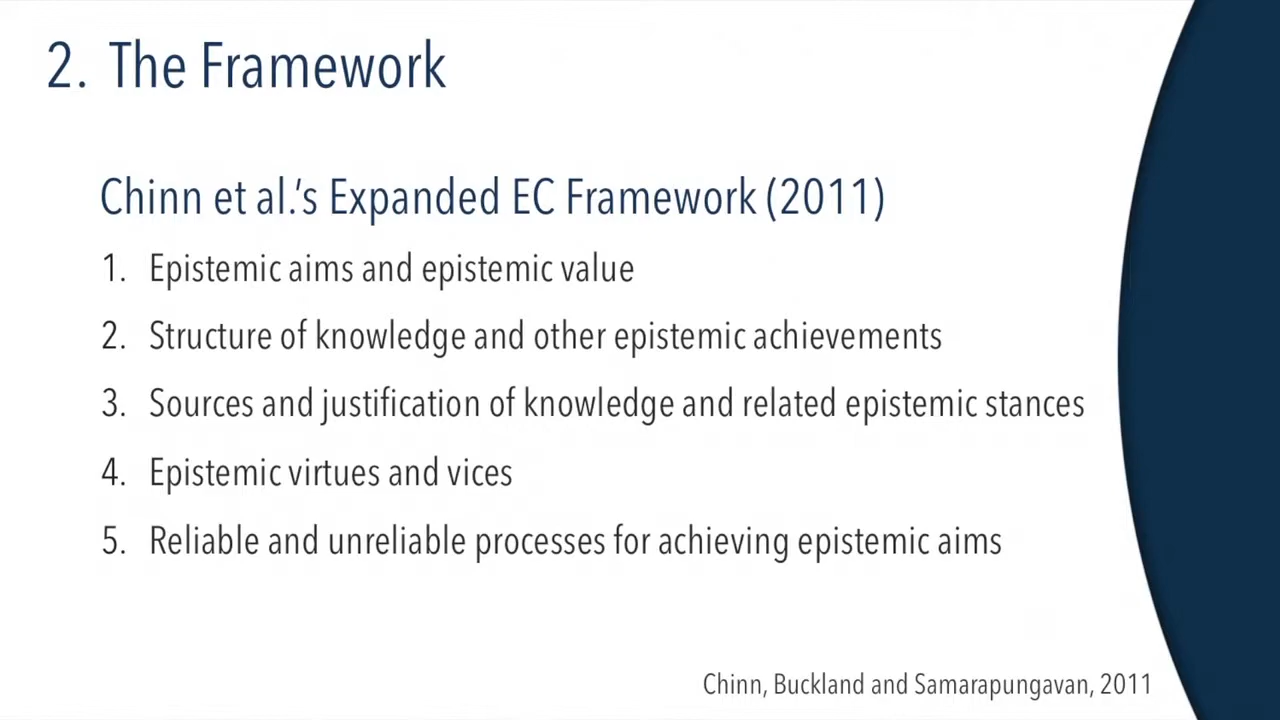 2. The Framework
Chinn et al.'s Expanded EC Framework (2011)
1. Epistemic aims and epistemic value
2. Structure of knowledge and other epistemic achievements
3. Sources and justification of knowledge and related epistemic stances
4. Epistemic virtues and vices
5. Reliable and unreliable processes for achieving epistemic aims
Chinn, Buckland and Samarapungavan, 2011